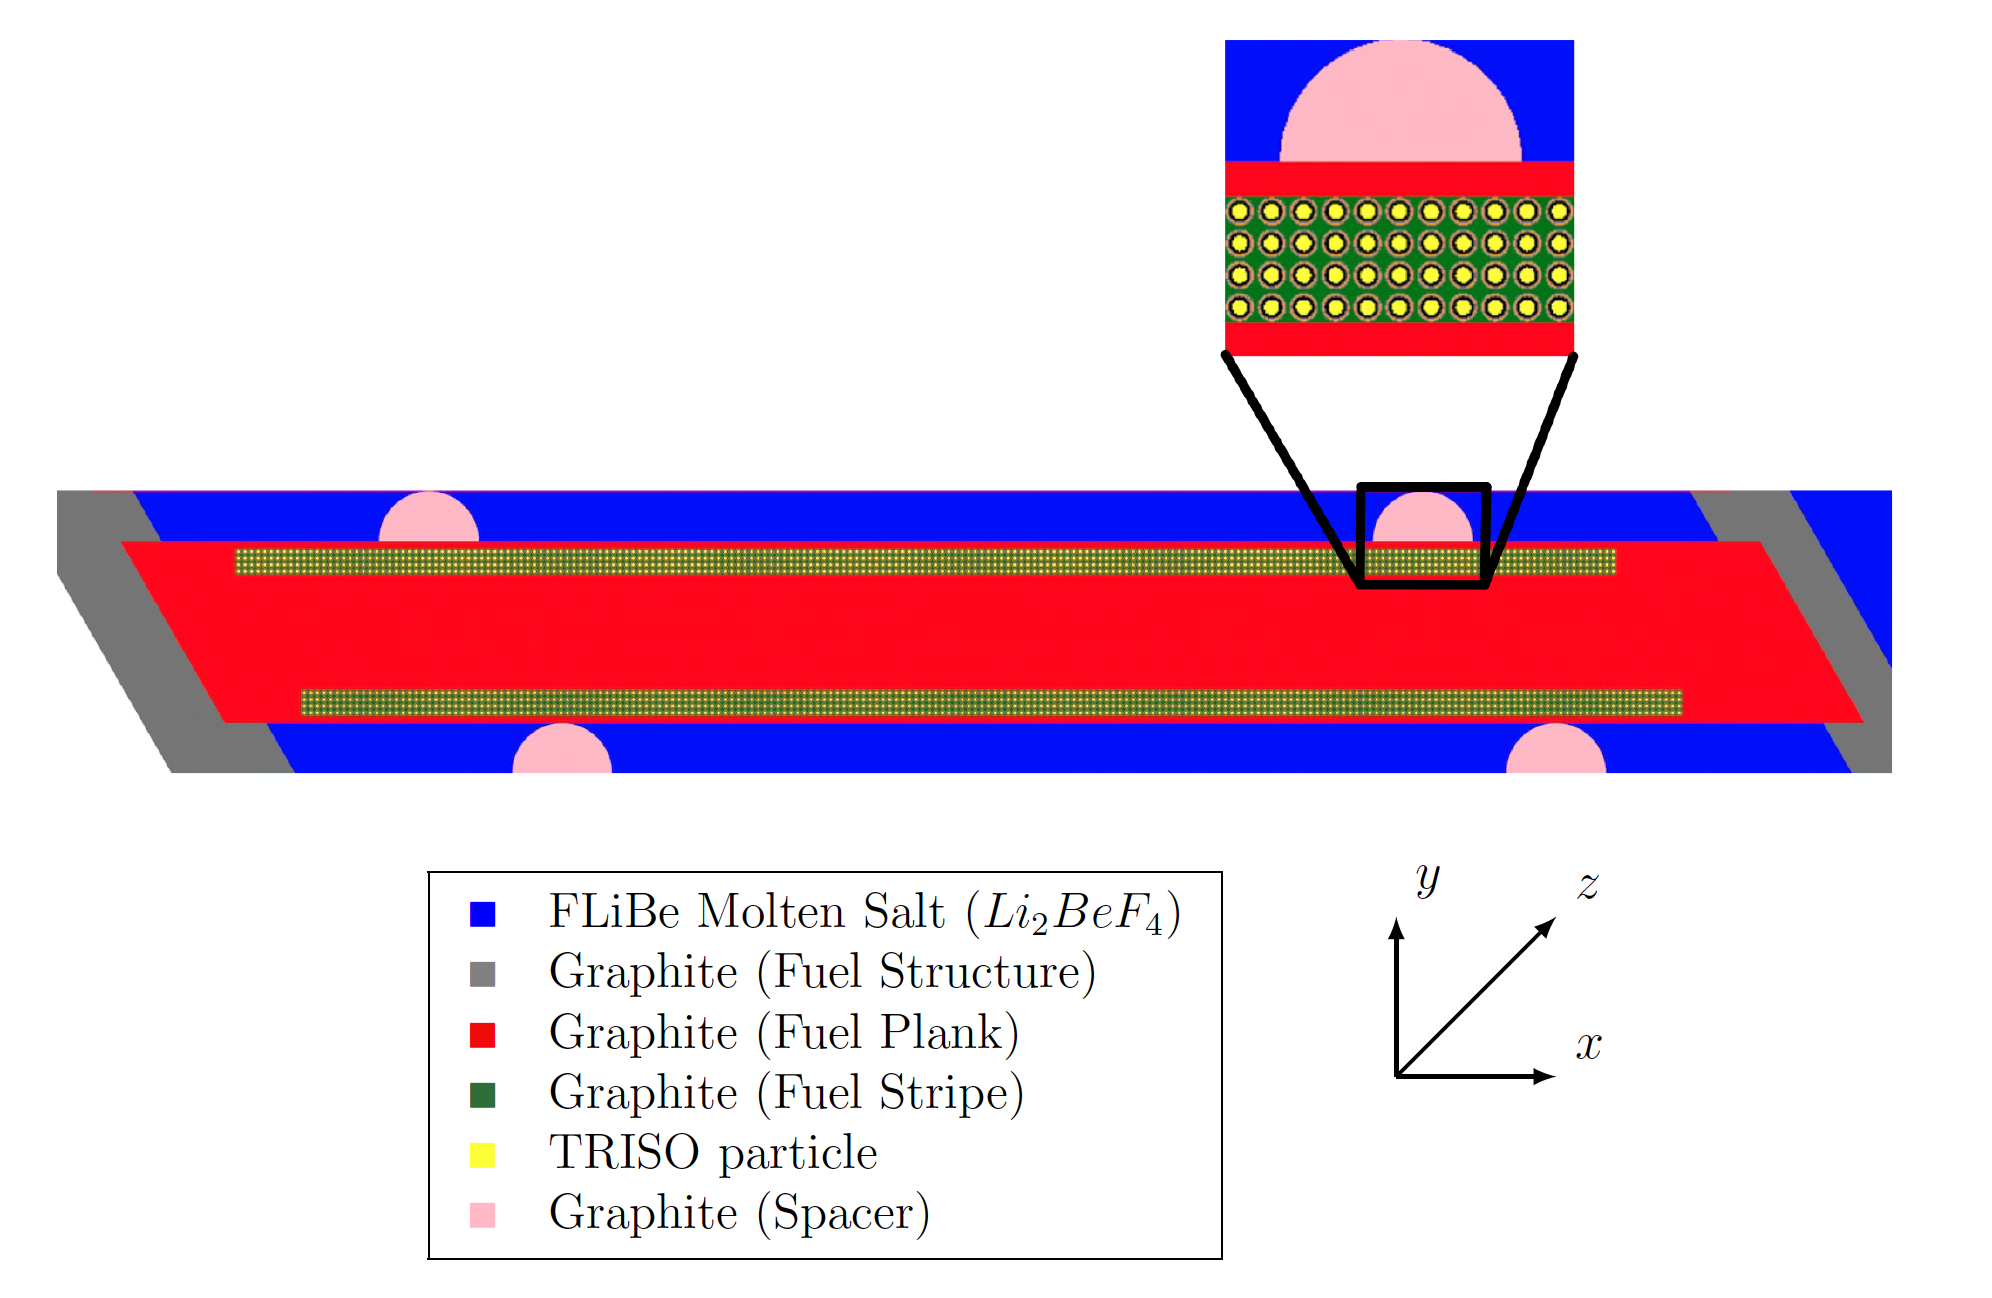 FLiBe Molten Salt (Li₂BeF₄)
Graphite (Fuel Structure)
Graphite (Fuel Plank)
Graphite (Fuel Stripe)
TRISO particle
Graphite (Spacer)
y
z
x